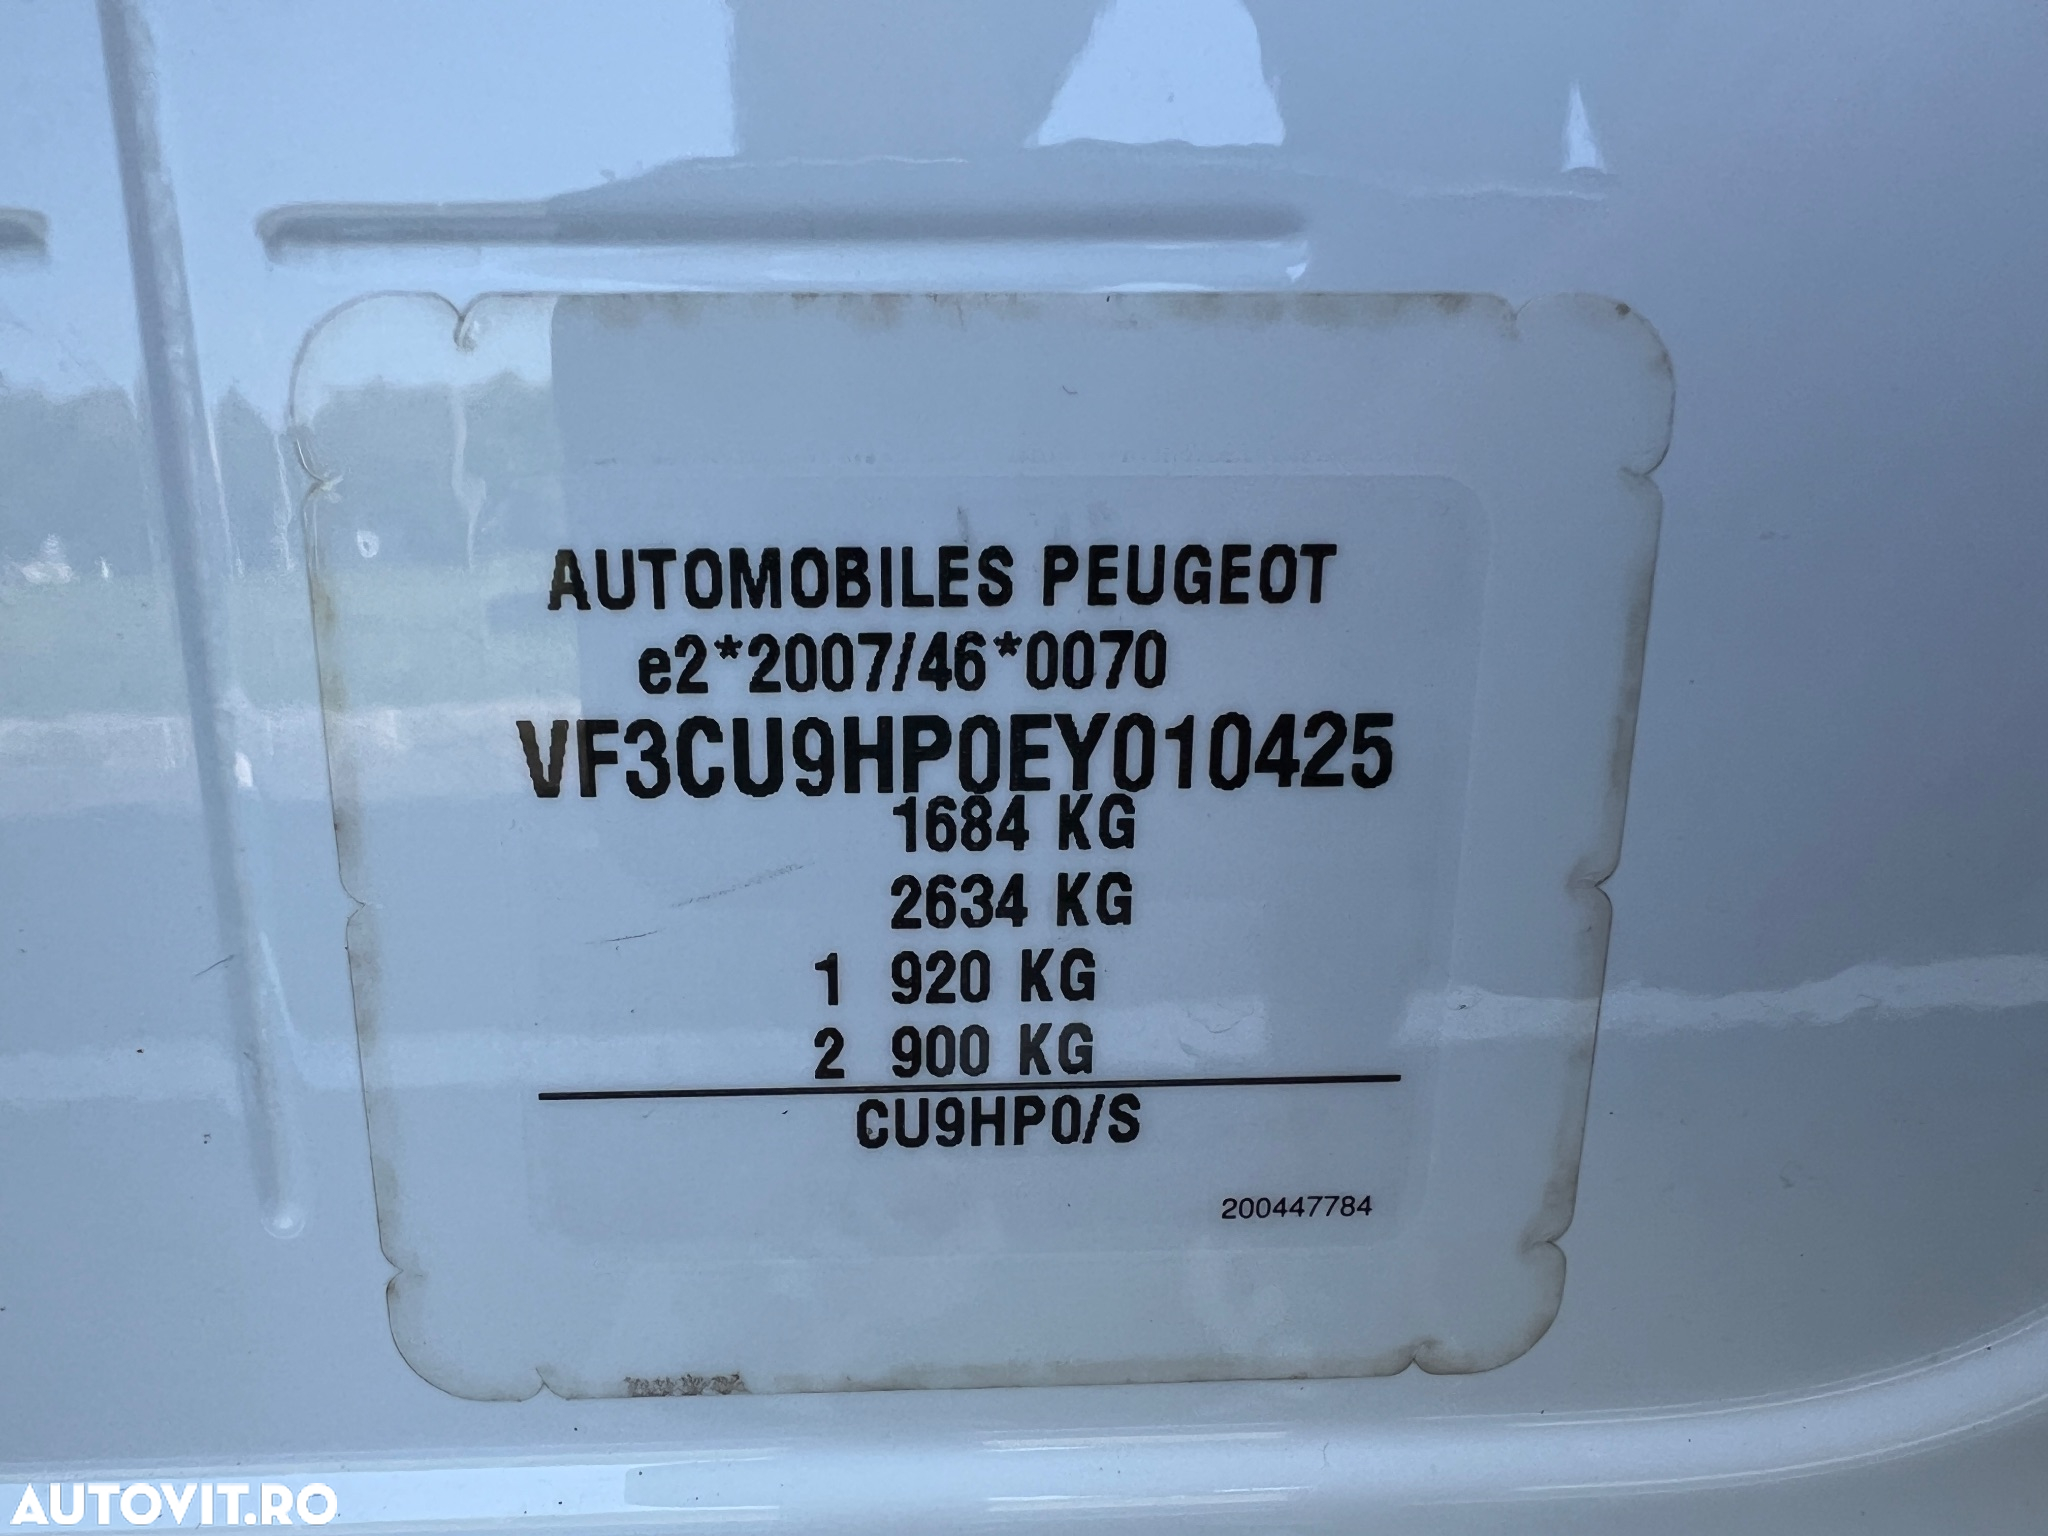 AUTOMOBILES PEUGEOT
e2*2007/46*0070
VF3CU9HP0EY010425
1684 KG
2634 KG
1 920 KG
2 900 KG
CU9HP0/S
200447784
AUTOVIT.RO